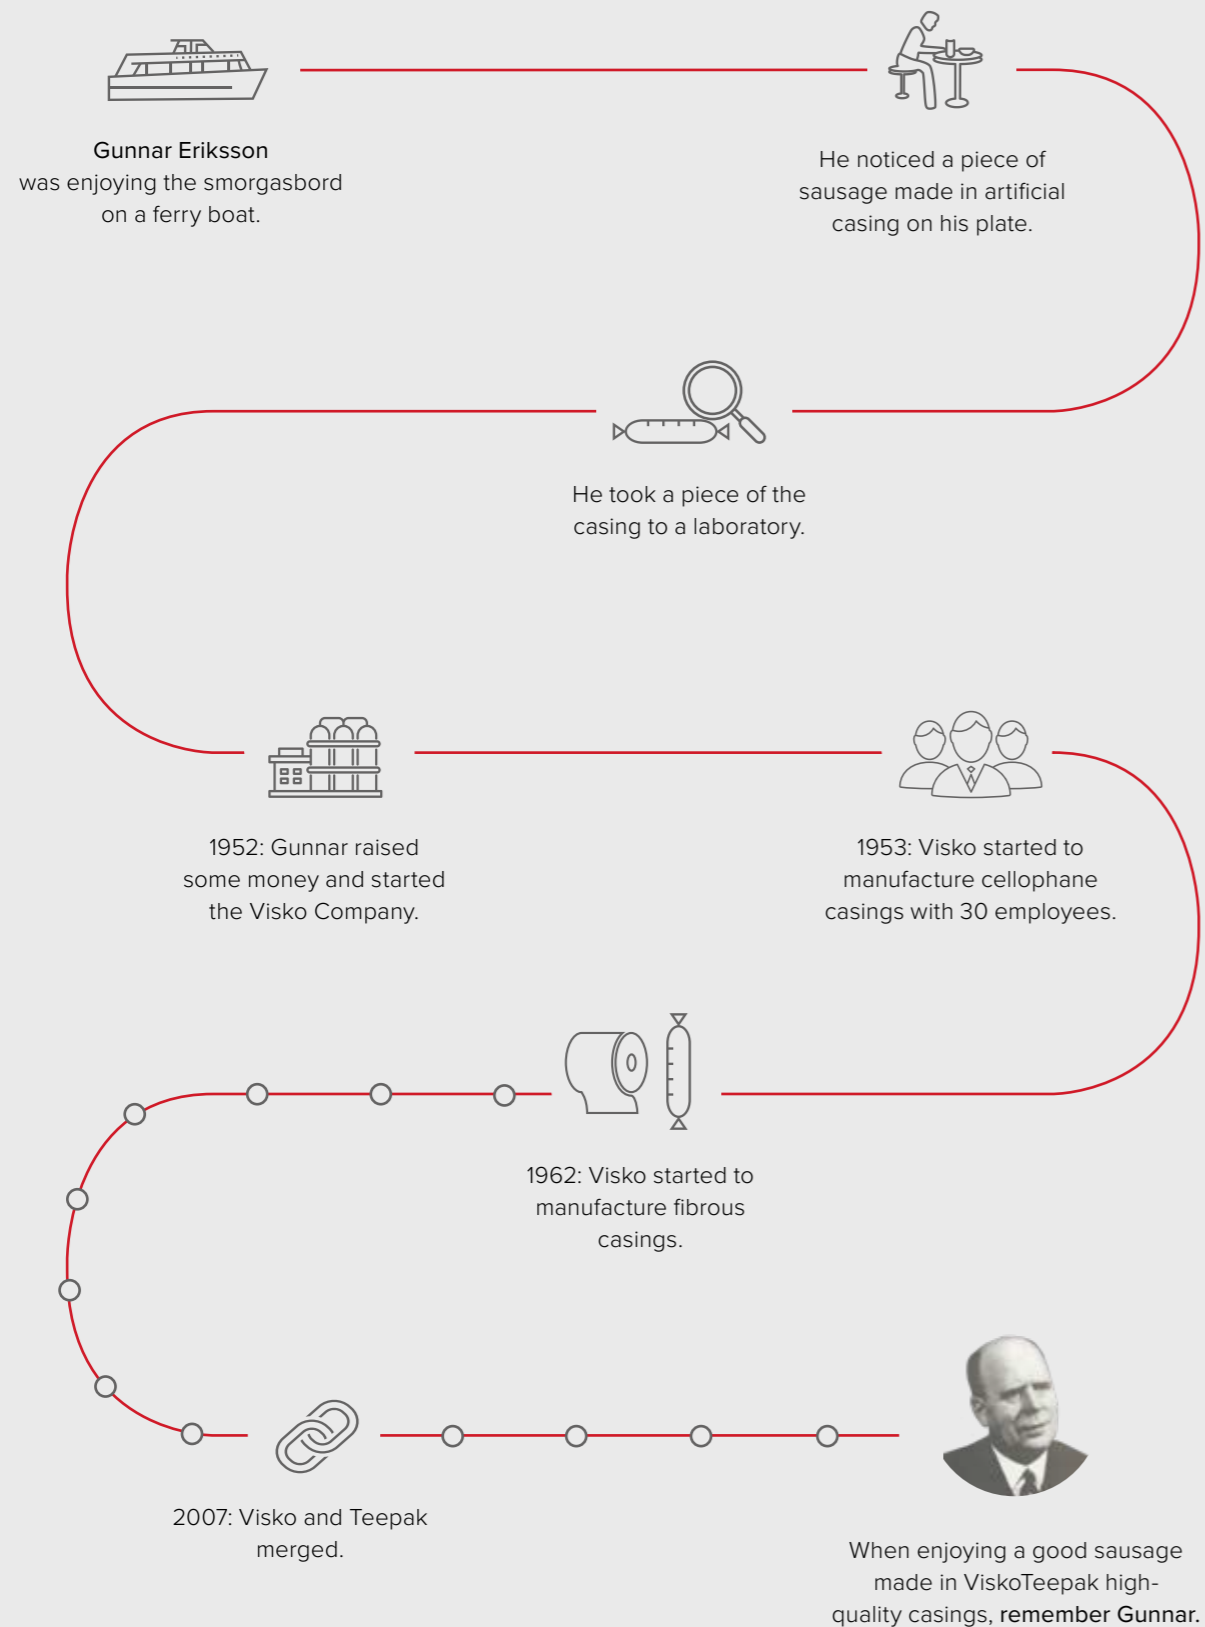 Gunnar Eriksson
was enjoying the smorgasbord
on a ferry boat.
He noticed a piece of
sausage made in artificial
casing on his plate.
He took a piece of the
casing to a laboratory.
1952: Gunnar raised
some money and started
the Visko Company.
1953: Visko started to
manufacture cellophane
casings with 30 employees.
1962: Visko started to
manufacture fibrous
casings.
2007: Visko and Teepak
merged.
When enjoying a good sausage
made in ViskoTeepak high-
quality casings, remember Gunnar.